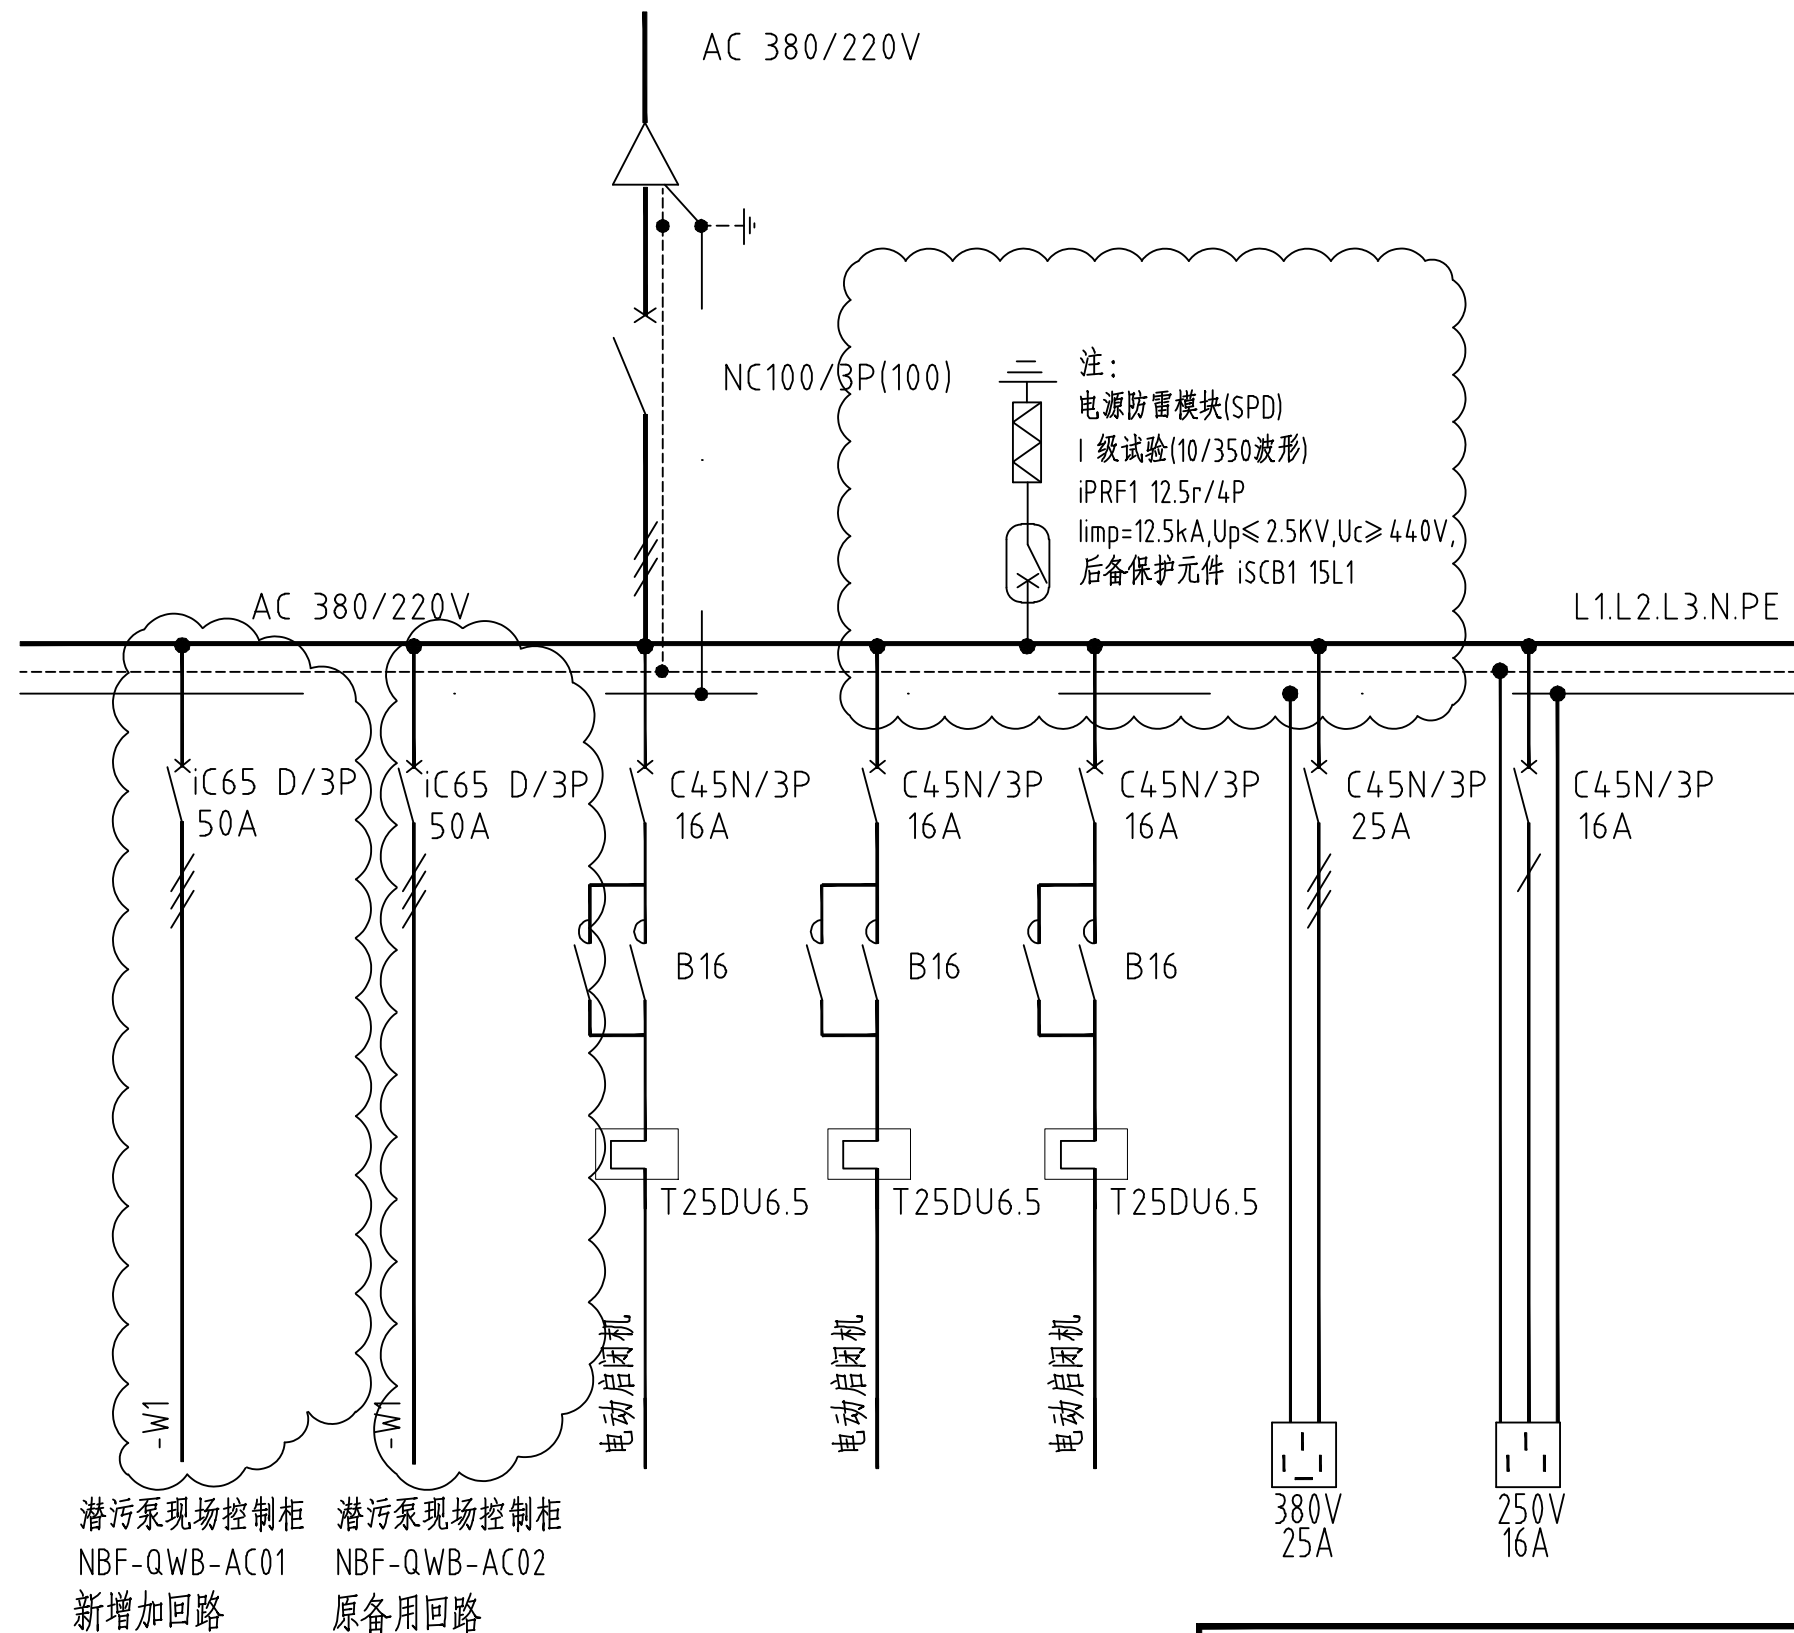 AC 380/220V
NC100/3P(100)
注:
电源防雷模块(SPD)
I 级试验(10/350波形)
iPRF1 12.5r/4P
Iimp=12.5kA,Up≤2.5KV,Uc≥440V,
后备保护元件 iSCB1 15L1
AC 380/220V
L1.L2.L3.N.PE
iC65 D/3P
50A
iC65 D/3P
50A
C45N/3P
16A
C45N/3P
16A
C45N/3P
16A
C45N/3P
25A
C45N/3P
16A
B16
B16
B16
T25DU6.5
T25DU6.5
T25DU6.5
-W1
-W1
电动启闭机
电动启闭机
电动启闭机
潜污泵现场控制柜
NBF-QWB-AC01
新增加回路
潜污泵现场控制柜
NBF-QWB-AC02
原备用回路
380V
25A
250V
16A